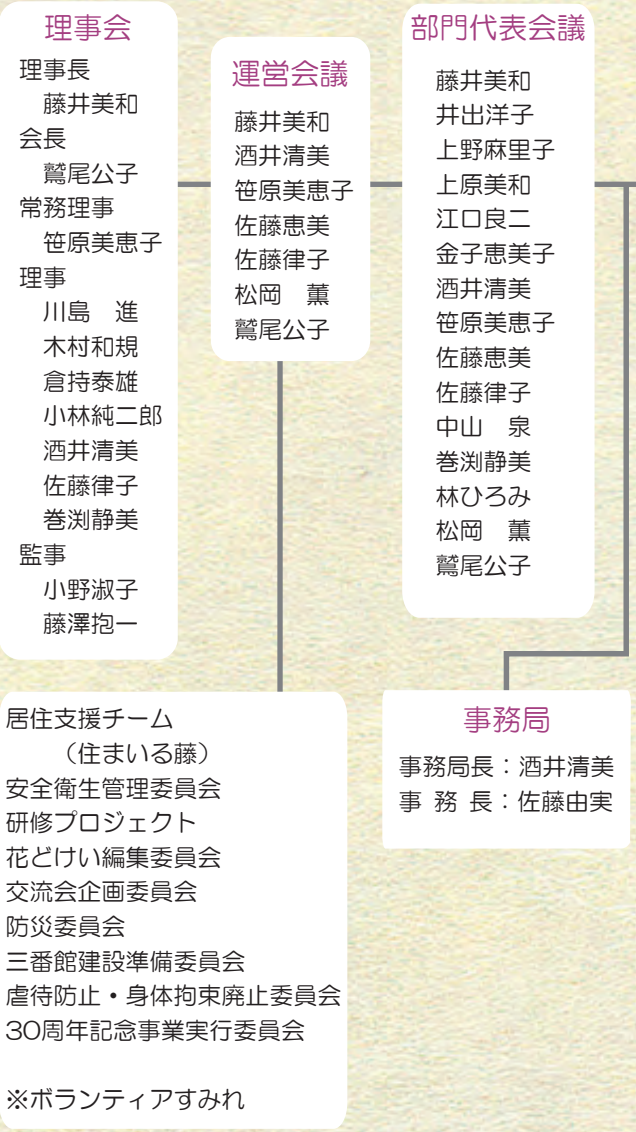 理事会
理事長
藤井美和
会長
鷲尾公子
常務理事
笹原美恵子
理事
川島　進
木村和規
倉持泰雄
小林純二郎
酒井清美
佐藤律子
巻渕静美
監事
小野淑子
藤澤抱一
運営会議
藤井美和
酒井清美
笹原美恵子
佐藤恵美
佐藤律子
松岡　薫
鷲尾公子
部門代表会議
藤井美和
井出洋子
上野麻里子
上原美和
江口良二
金子恵美子
酒井清美
笹原美恵子
佐藤恵美
佐藤律子
中山　泉
巻渕静美
林ひろみ
松岡　薫
鷲尾公子
居住支援チーム
（住まいる藤）
安全衛生管理委員会
研修プロジェクト
花どけい編集委員会
交流会企画委員会
防災委員会
三番館建設準備委員会
虐待防止・身体拘束廃止委員会
30周年記念事業実行委員会
※ボランティアすみれ
事務局
事務局長：酒井清美
事 務 長：佐藤由実